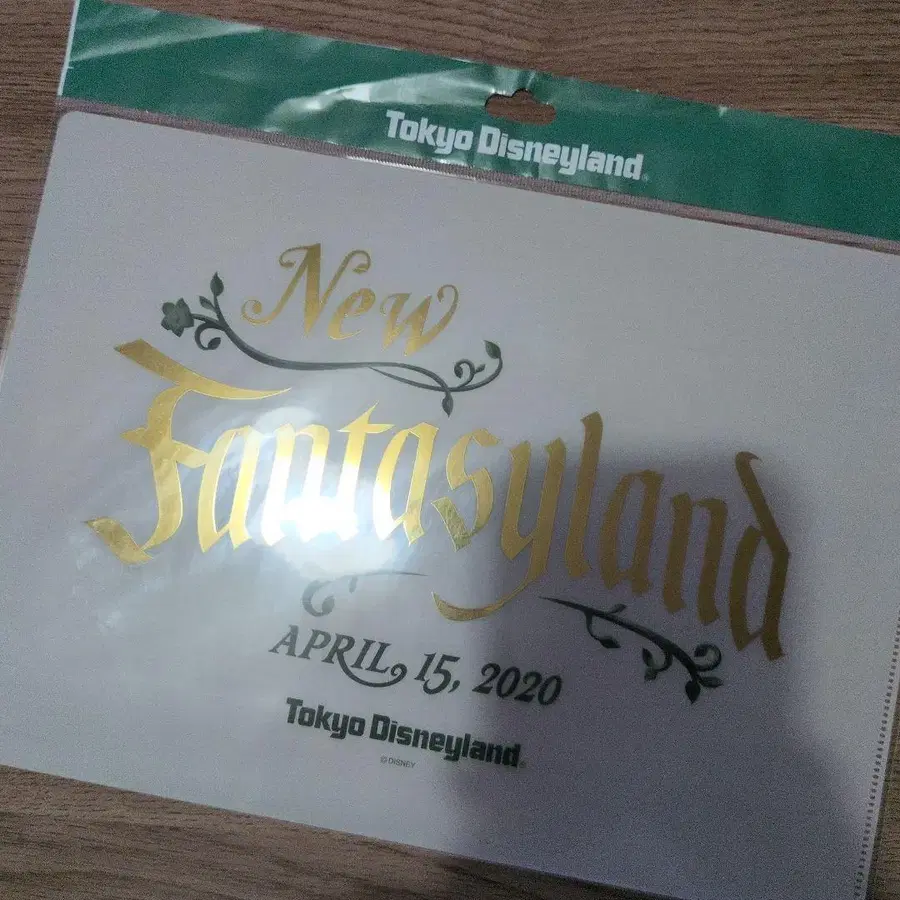 Tokyo Disneyland®
New
Fantasyland
APRIL 15, 2020
Tokyo Disneyland®
© DISNEY